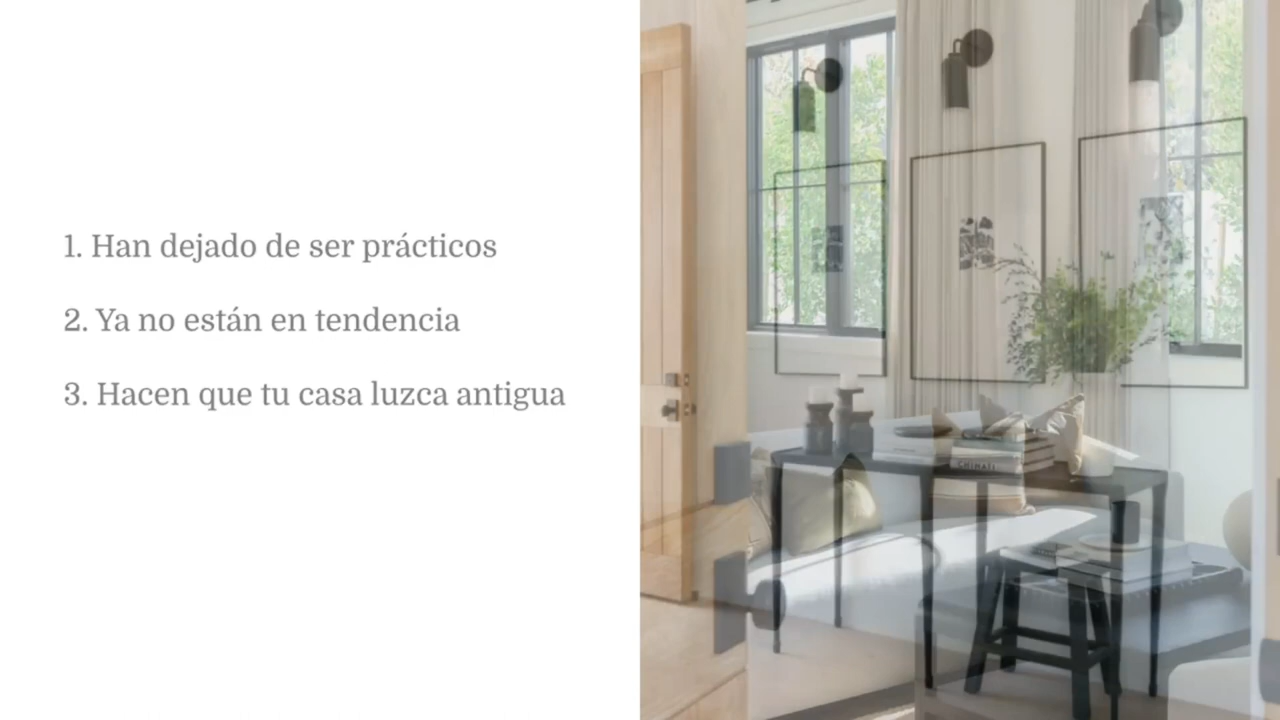 1. Han dejado de ser prácticos
2. Ya no están en tendencia
3. Hacen que tu casa luzca antigua